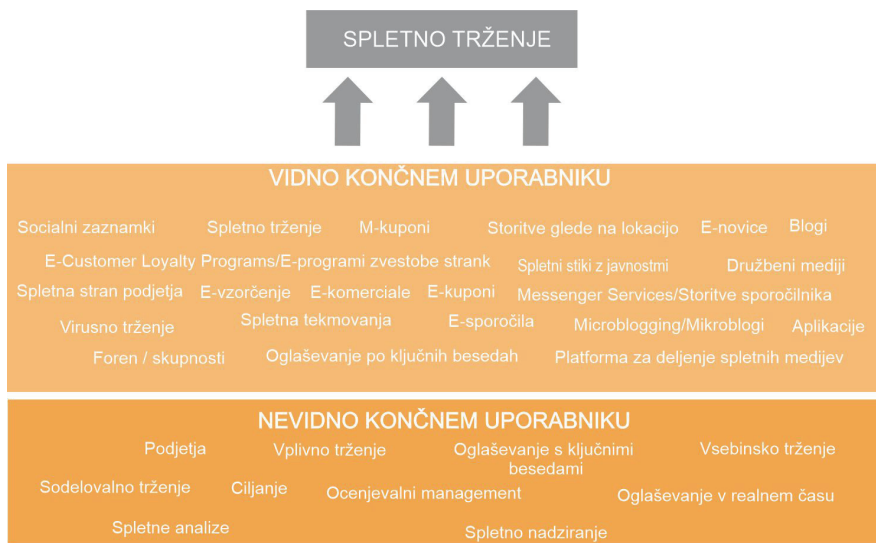 SPLETNO TRŽENJE
VIDNO KONČNEM UPORABNIKU
Socialni zaznamki Spletno trženje M-kuponi Storitve glede na lokacijo E-novice Blogi
E-Customer Loyalty Programs/E-programi zvestobe strank Spletni stiki z javnostmi Družbeni mediji
Spletna stran podjetja E-vzorčenje E-komerciale E-kuponi Messenger Services/Storitve sporočilnika
Virusno trženje Spletna tekmovanja E-sporočila Microblogging/Mikroblogi Aplikacije
Foren / skupnosti Oglaševanje po ključnih besedah Platforma za deljenje spletnih medijev
NEVIDNO KONČNEM UPORABNIKU
Podjetja Vplivno trženje Oglaševanje s ključnimi besedami Vsebinsko trženje
Sodelovalno trženje Ciljanje Ocenjevalni management Oglaševanje v realnem času
Spletne analize Spletno nadziranje